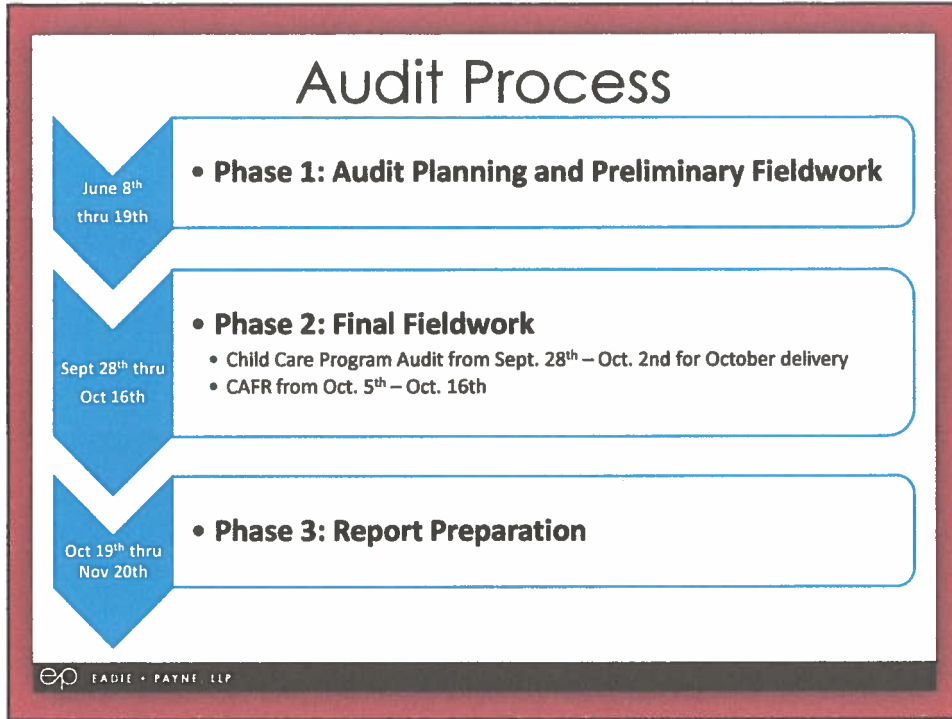 Audit Process
June 8th
thru 19th
• Phase 1: Audit Planning and Preliminary Fieldwork
Sept 28th thru
Oct 16th
• Phase 2: Final Fieldwork
• Child Care Program Audit from Sept. 28th – Oct. 2nd for October delivery
• CAFR from Oct. 5th – Oct. 16th
Oct 19th thru
Nov 20th
• Phase 3: Report Preparation
ep EADIE + PAYNE, LLP